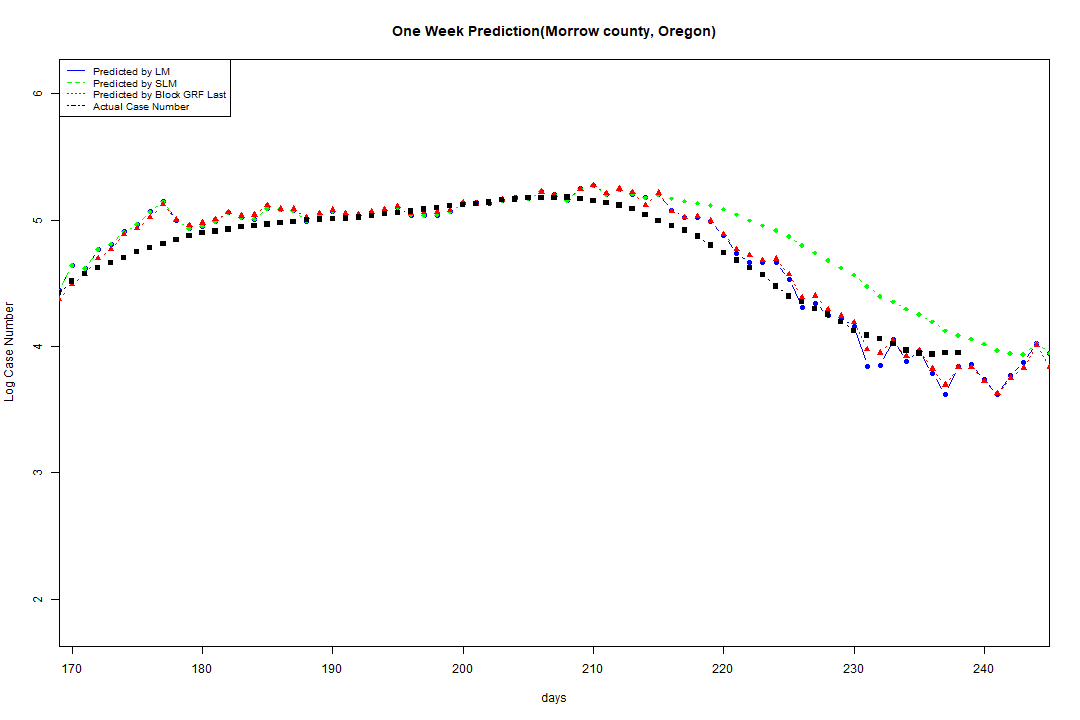 One Week Prediction(Morrow county, Oregon)
Predicted by LM
Predicted by SLM
Predicted by Block GRF Last
Actual Case Number
6
5
4
3
2
Log Case Number
170 180 190 200 210 220 230 240
days